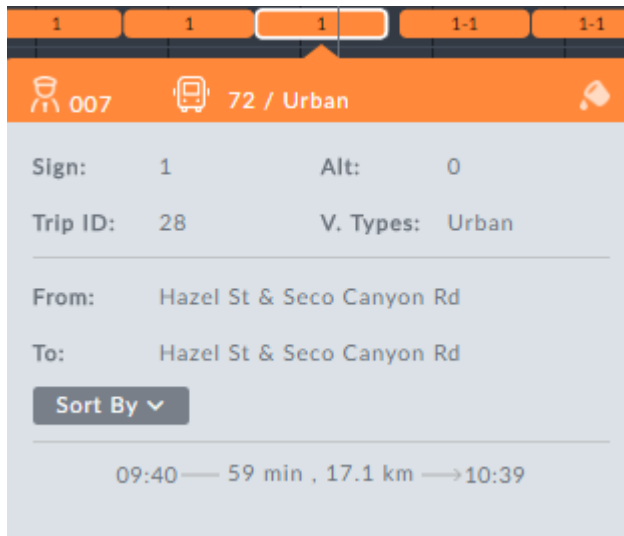 1 1 1 1-1 1-1
007 72 / Urban
Sign: 1 Alt: 0
Trip ID: 28 V. Types: Urban
From: Hazel St & Seco Canyon Rd
To: Hazel St & Seco Canyon Rd
Sort By
09:40 59 min , 17.1 km 10:39